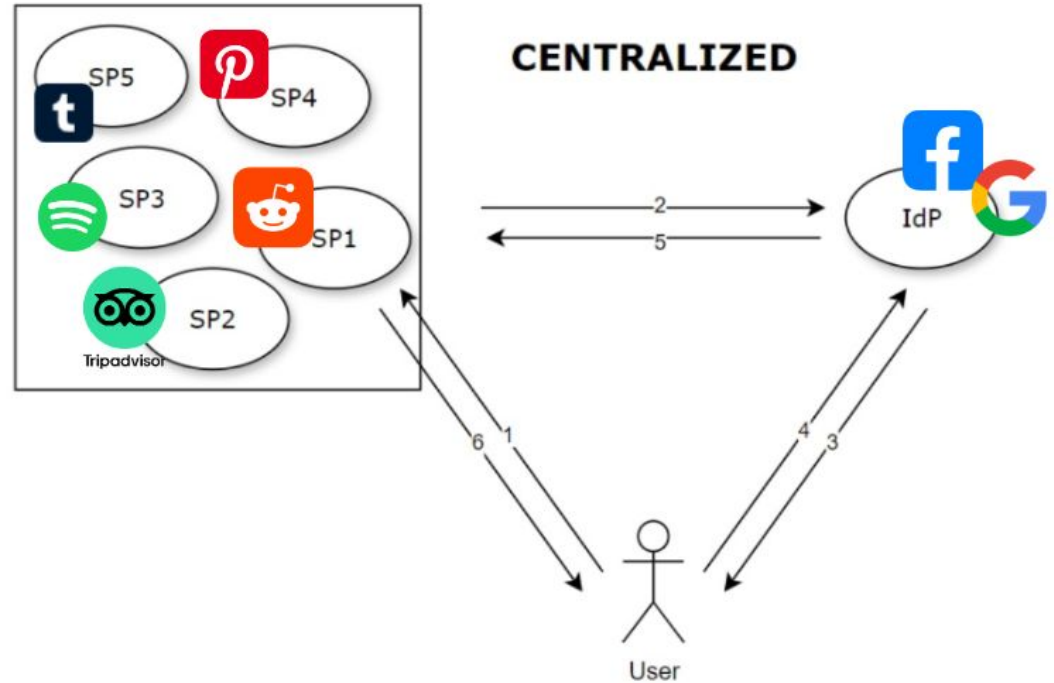 CENTRALIZED
SP5
SP4
SP3
SP1
SP2
Tripadvisor
IdP
2
5
6
1
4
3
User